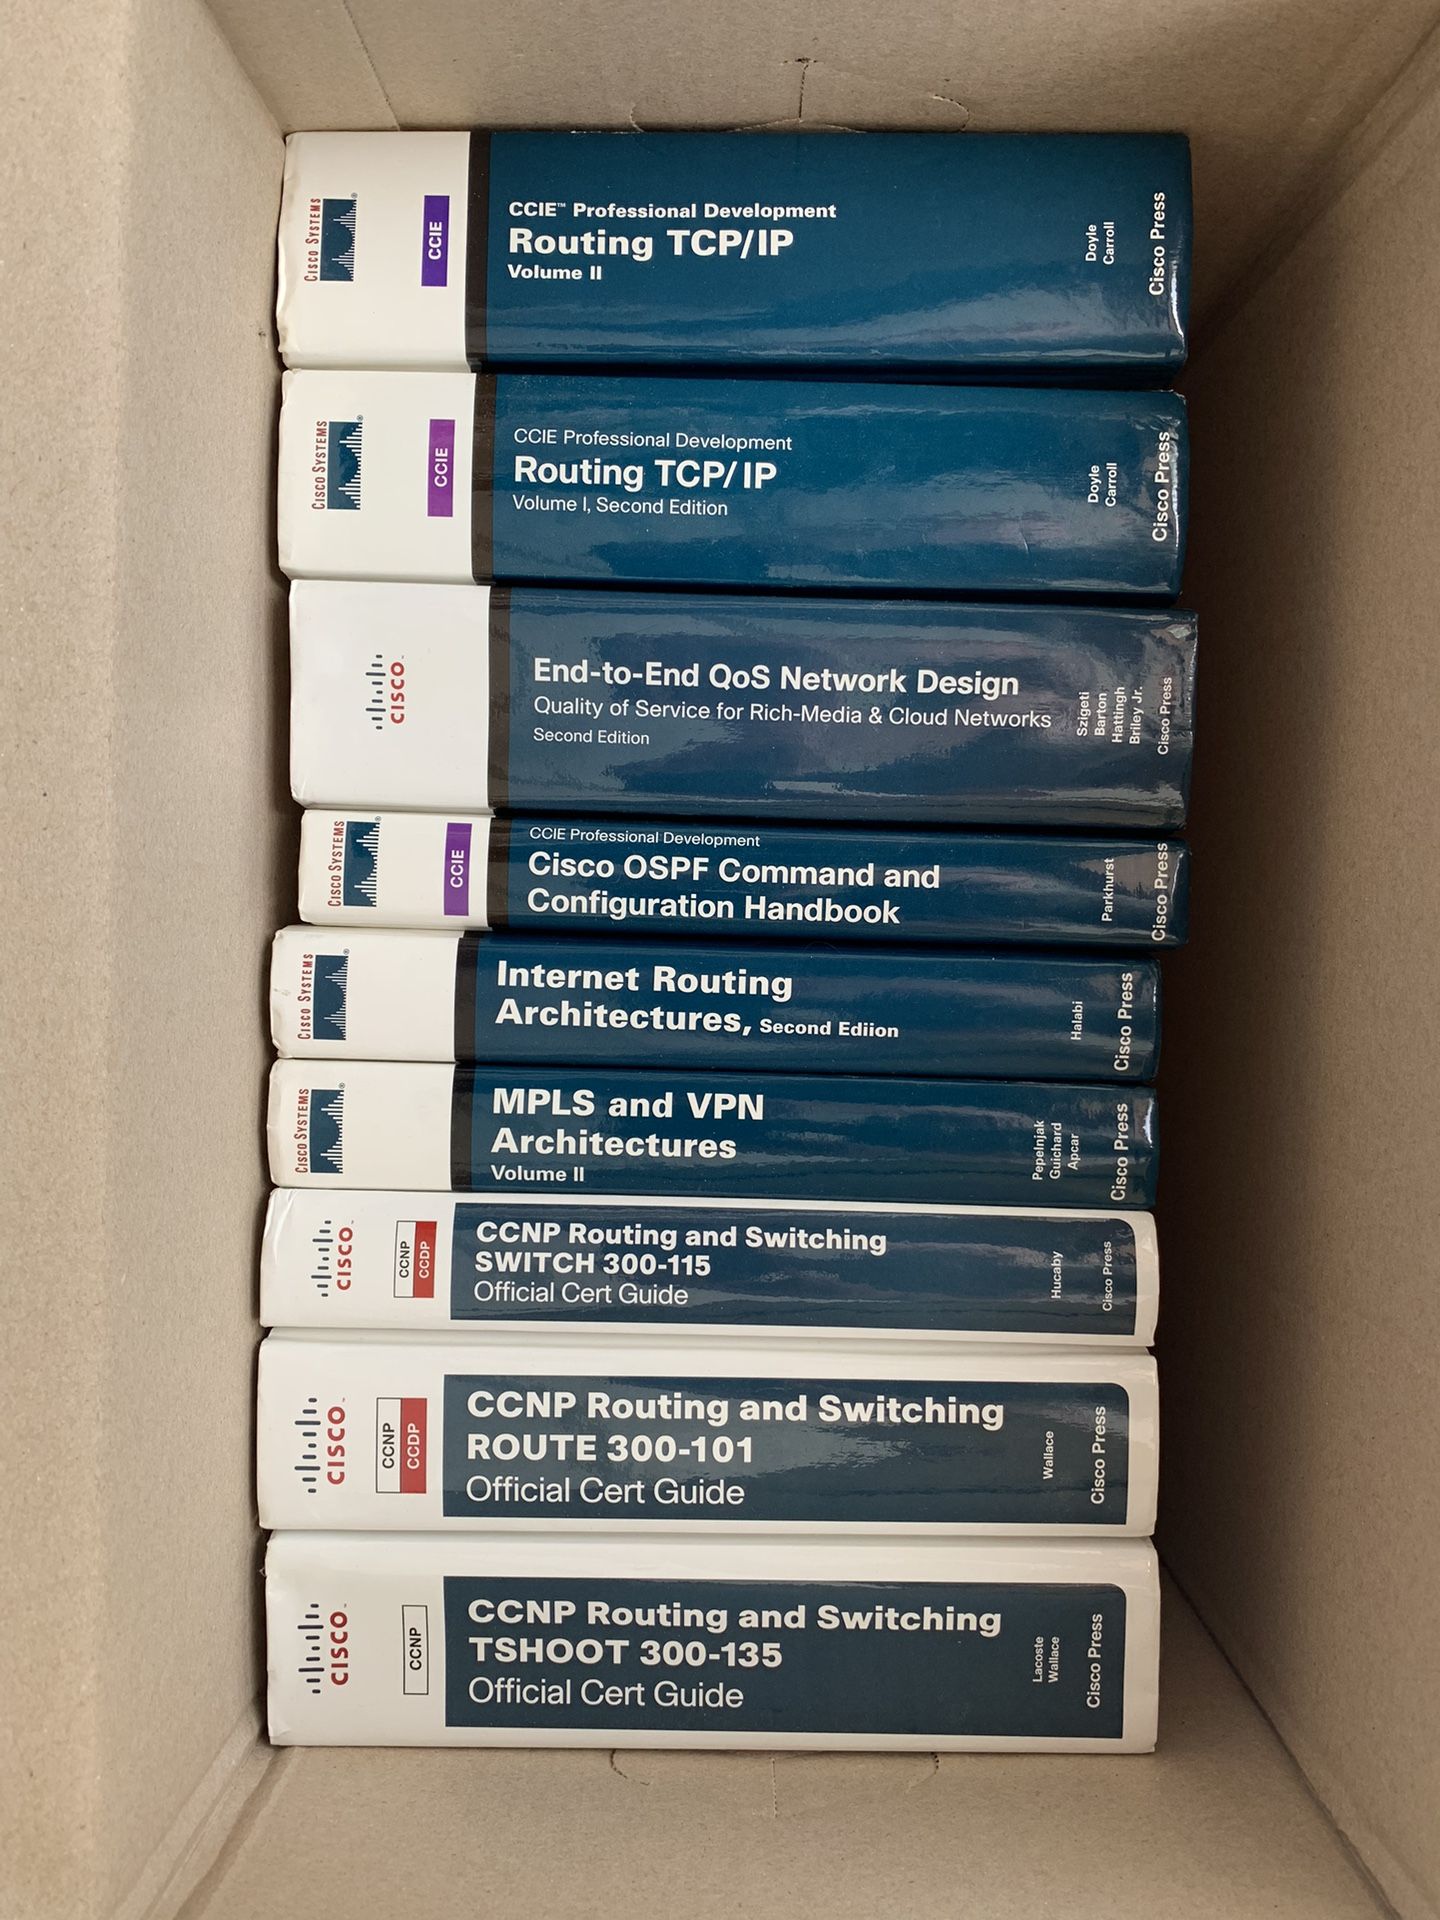 CISCO SYSTEMS
CCIE
CCIE™ Professional Development
Routing TCP/IP
Volume II
Doyle
Carroll
Cisco Press
CISCO SYSTEMS
CCIE
CCIE Professional Development
Routing TCP/IP
Volume I, Second Edition
Doyle
Carroll
Cisco Press
CISCO
End-to-End QoS Network Design
Quality of Service for Rich-Media & Cloud Networks
Second Edition
Szigeti
Barton
Hattingh
Briley Jr.
Cisco Press
CISCO SYSTEMS
CCIE
CCIE Professional Development
Cisco OSPF Command and
Configuration Handbook
Parkhurst
Cisco Press
CISCO SYSTEMS
Internet Routing
Architectures, Second Ediion
Halabi
Cisco Press
CISCO SYSTEMS
MPLS and VPN
Architectures
Volume II
Pepelnjak
Guichard
Apcar
Cisco Press
CISCO
CCNP
CCDP
CCNP Routing and Switching
SWITCH 300-115
Official Cert Guide
Hucaby
Cisco Press
CISCO
CCNP
CCDP
CCNP Routing and Switching
ROUTE 300-101
Official Cert Guide
Wallace
Cisco Press
CISCO
CCNP
CCNP Routing and Switching
TSHOOT 300-135
Official Cert Guide
Lacoste
Wallace
Cisco Press